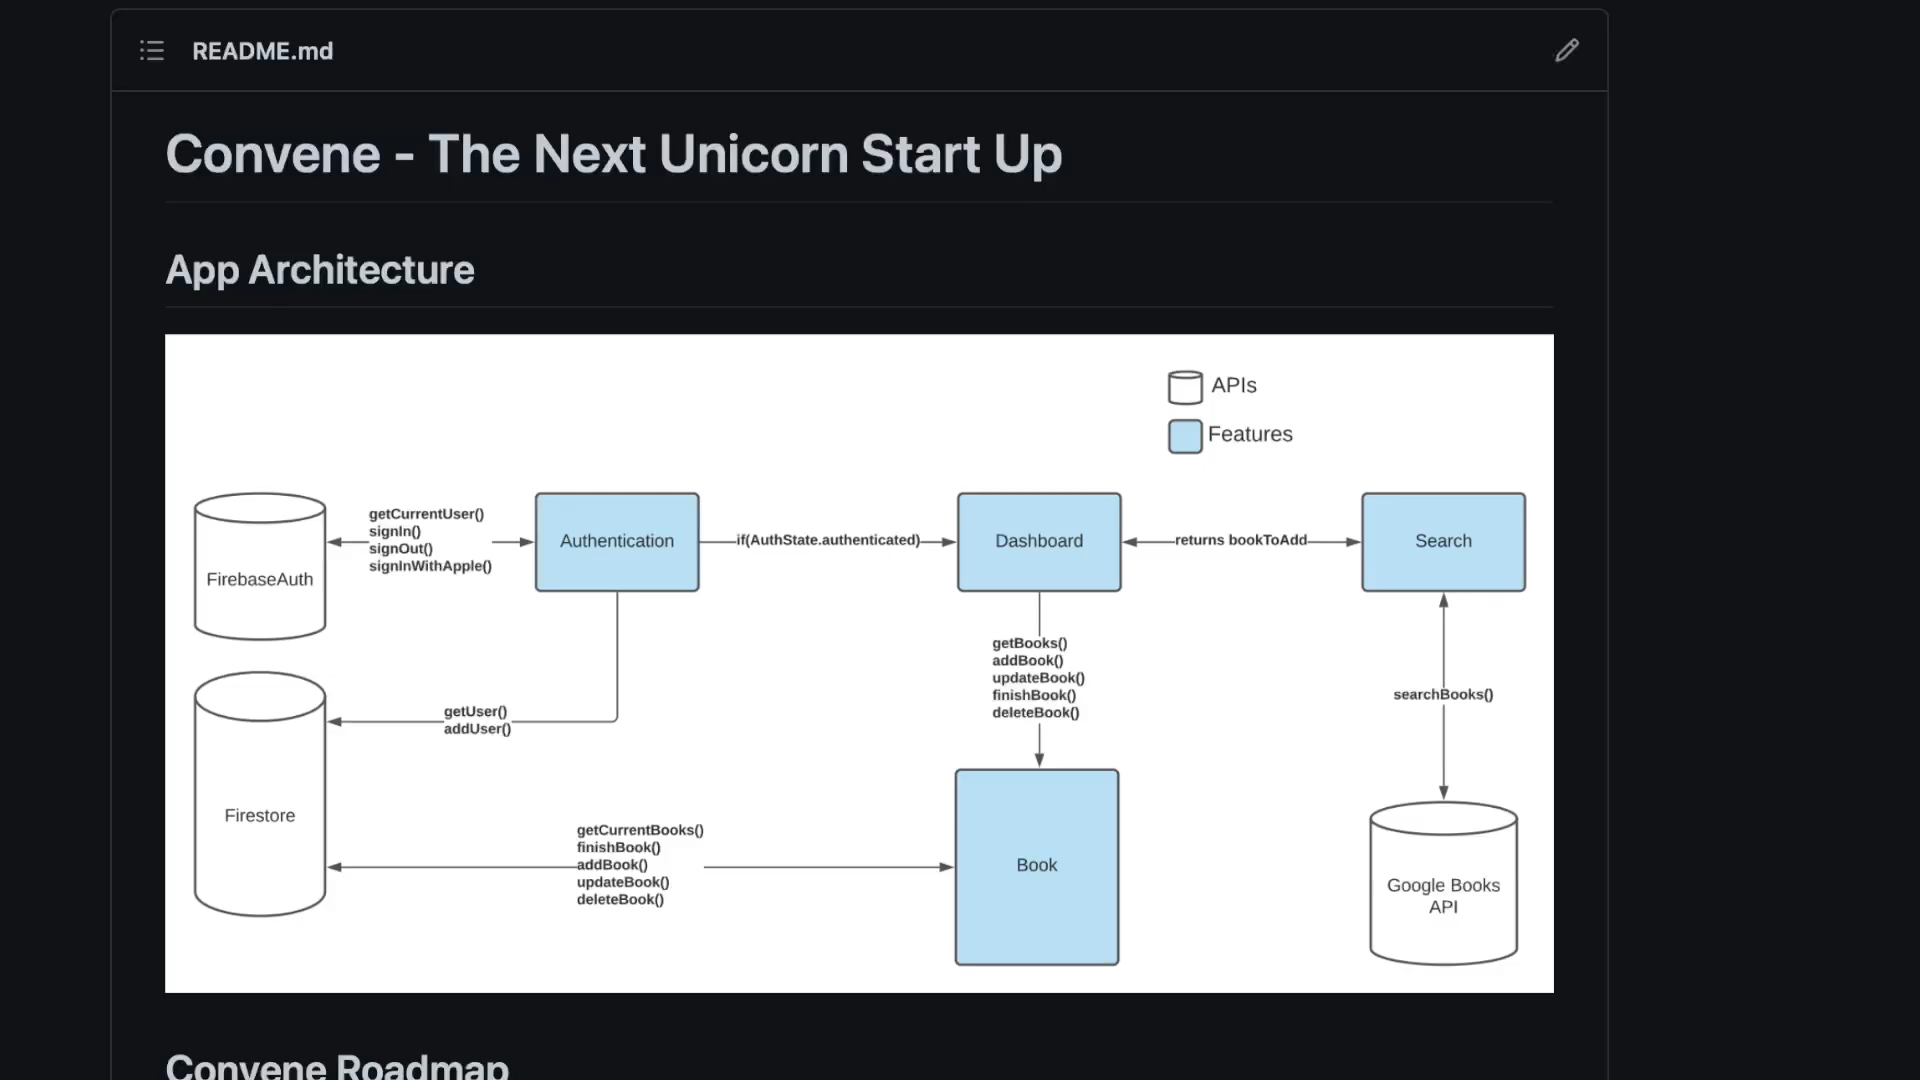 README.md
Convene - The Next Unicorn Start Up
App Architecture
APIs
Features
FirebaseAuth
getCurrentUser()
signIn()
signOut()
signInWithApple()
Authentication
if(AuthState.authenticated)
Dashboard
returns bookToAdd
Search
getUser()
addUser()
getBooks()
addBook()
updateBook()
finishBook()
deleteBook()
searchBooks()
Firestore
getCurrentBooks()
finishBook()
addBook()
updateBook()
deleteBook()
Book
Google Books
API
Convene Roadmap